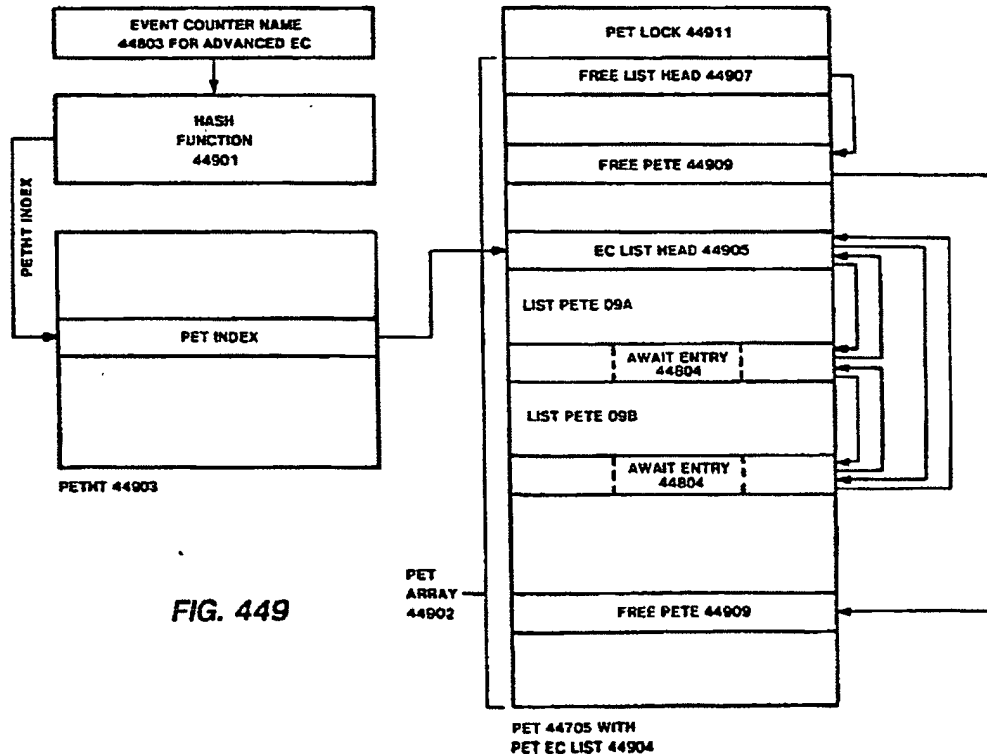 EVENT COUNTER NAME
44803 FOR ADVANCED EC
HASH
FUNCTION
44901
PETHT INDEX
PET INDEX
PETHT 44903
FIG. 449
PET LOCK 44911
FREE LIST HEAD 44907
FREE PETE 44909
EC LIST HEAD 44905
LIST PETE 09A
AWAIT ENTRY
44804
LIST PETE 09B
AWAIT ENTRY
44804
PET
ARRAY
44902
FREE PETE 44909
PET 44705 WITH
PET EC LIST 44904